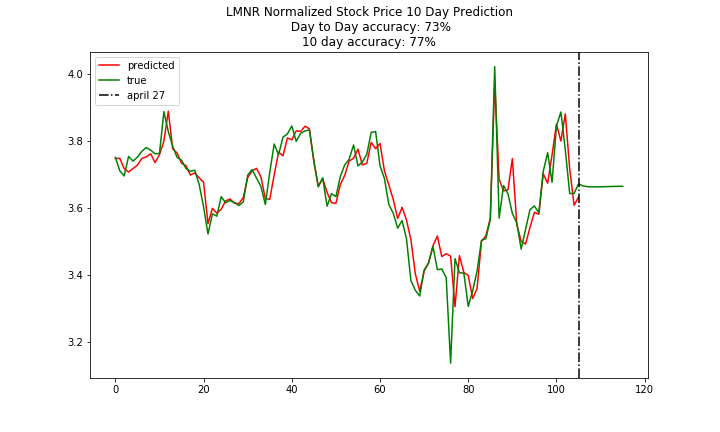 LMNR Normalized Stock Price 10 Day Prediction
Day to Day accuracy: 73%
10 day accuracy: 77%
predicted
true
april 27
4.0
3.8
3.6
3.4
3.2
0
20
40
60
80
100
120